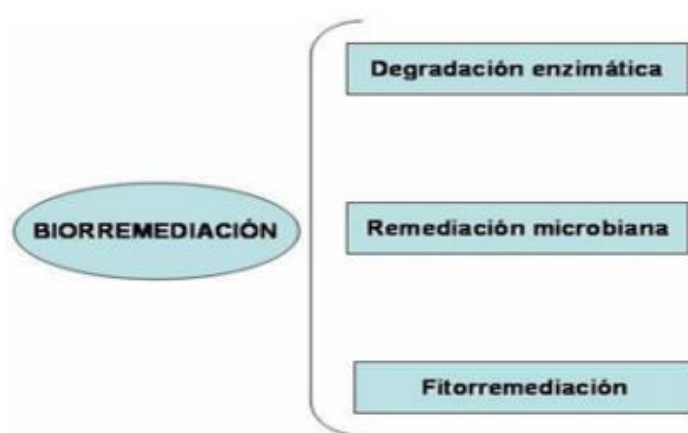 Degradación enzimática
BIORREMEDIACIÓN
Remediación microbiana
Fitorremediación